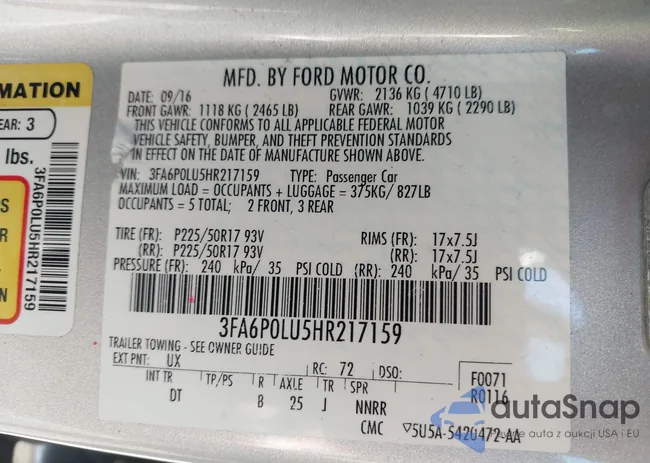 MATION
EAR: 3
lbs.
3FA6P0LU5HR217159
S
R
ED
N
MFD. BY FORD MOTOR CO.
DATE: 09/16 GVWR: 2136 KG ( 4710 LB)
FRONT GAWR: 1118 KG ( 2465 LB) REAR GAWR: 1039 KG ( 2290 LB)
THIS VEHICLE CONFORMS TO ALL APPLICABLE FEDERAL MOTOR
VEHICLE SAFETY, BUMPER, AND THEFT PREVENTION STANDARDS
IN EFFECT ON THE DATE OF MANUFACTURE SHOWN ABOVE.
VIN: 3FA6P0LU5HR217159 TYPE: Passenger Car
MAXIMUM LOAD = OCCUPANTS + LUGGAGE = 375KG/ 827LB
OCCUPANTS = 5 TOTAL; 2 FRONT, 3 REAR
TIRE (FR): P225/50R17 93V RIMS (FR): 17x7.5J
(RR): P225/50R17 93V (RR): 17x7.5J
PRESSURE (FR): 240 kPa/ 35 PSI COLD (RR): 240 kPa/ 35 PSI COLD
3FA6P0LU5HR217159
TRAILER TOWING - SEE OWNER GUIDE
EXT PNT: UX RC: 72 DSO: F0071
INT TR TP/PS R AXLE TR SPR R0116
DT B 25 J NNRR
CMC ▽5U5A-5420472-AA
autaSnap
Sprowadzenie auta z aukcji USA i EU